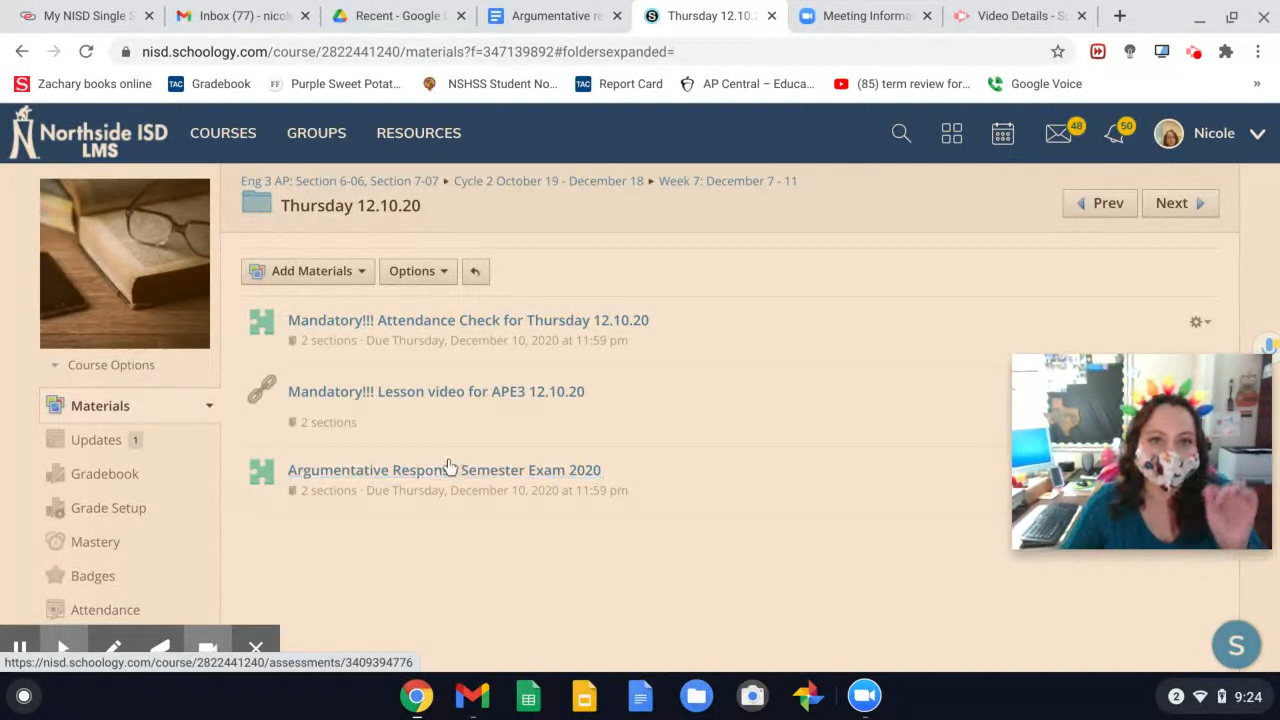 My NISD Single S
Inbox (77) - nicole
Recent - Google
Argumentative re
Thursday 12.10.
Meeting Informa
Video Details - Sc
nisd.schoology.com/course/2822441240/materials?f=347139892#foldersexpanded=
Zachary books online
Gradebook
Purple Sweet Potat...
NSHSS Student No...
Report Card
AP Central – Educa...
(85) term review for...
Google Voice
»
Northside ISD
LMS
COURSES
GROUPS
RESOURCES
48
50
Nicole
Eng 3 AP: Section 6-06, Section 7-07 ▸ Cycle 2 October 19 - December 18 ▸ Week 7: December 7 - 11
Thursday 12.10.20
Prev
Next
Add Materials
Options
Mandatory!!! Attendance Check for Thursday 12.10.20
2 sections · Due Thursday, December 10, 2020 at 11:59 pm
Mandatory!!! Lesson video for APE3 12.10.20
2 sections
Argumentative Response Semester Exam 2020
2 sections · Due Thursday, December 10, 2020 at 11:59 pm
Course Options
Materials
Updates 1
Gradebook
Grade Setup
Mastery
Badges
Attendance
S
https://nisd.schoology.com/course/2822441240/assessments/3409394776
2
9:24